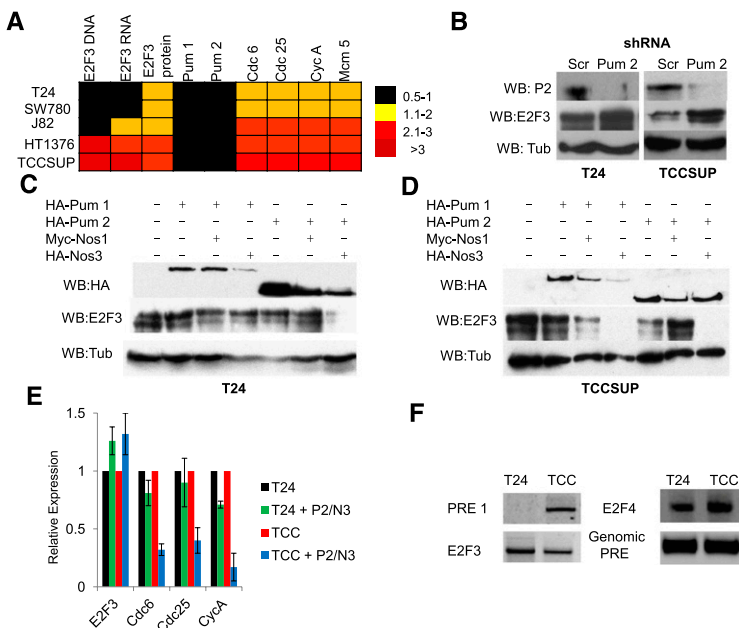 A
E2F3 DNA
E2F3 RNA
E2F3
protein
Pum 1
Pum 2
Cdc 6
Cdc 25
Cyc A
Mcm 5
T24
SW780
J82
HT1376
TCCSUP
0.5-1
1.1-2
2.1-3
>3
B
shRNA
Scr Pum 2 Scr Pum 2
WB: P2
WB:E2F3
WB: Tub
T24 TCCSUP
C
HA-Pum 1 – + + + – – –
HA-Pum 2 – – – – + + +
Myc-Nos1 – – + – – + –
HA-Nos3 – – – + – – +
WB:HA
WB:E2F3
WB:Tub
T24
D
HA-Pum 1 – + + + – – –
HA-Pum 2 – – – – + + +
Myc-Nos1 – – + – – + –
HA-Nos3 – – – + – – +
WB:HA
WB:E2F3
WB:Tub
TCCSUP
E
Relative Expression
1.5
1
0.5
0
E2F3
Cdc6
Cdc25
CycA
T24
T24 + P2/N3
TCC
TCC + P2/N3
F
T24 TCC
PRE 1
E2F3
T24 TCC
E2F4
Genomic
PRE